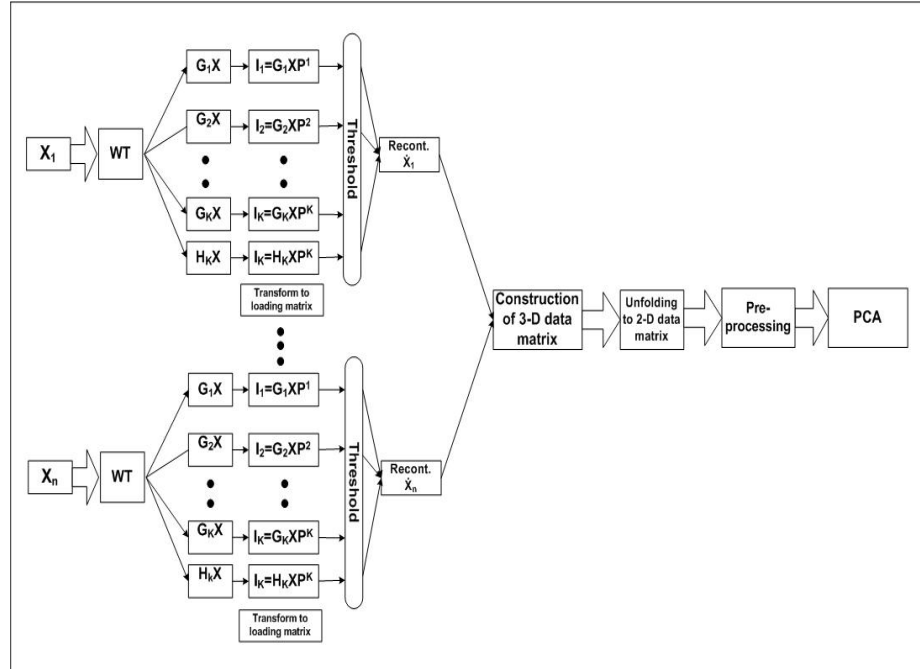 X₁
WT
G₁X
I₁=G₁XP¹
G₂X
I₂=G₂XP²
GₖX
Iₖ=GₖXPᴷ
HₖX
Iₖ=HₖXPᴷ
Threshold
Transform to
loading matrix
Recont.
Ẋ₁
Xₙ
WT
G₁X
I₁=G₁XP¹
G₂X
I₂=G₂XP²
GₖX
Iₖ=GₖXPᴷ
HₖX
Iₖ=HₖXPᴷ
Threshold
Transform to
loading matrix
Recont.
Ẋₙ
Construction
of 3-D data
matrix
Unfolding
to 2-D data
matrix
Pre-
processing
PCA